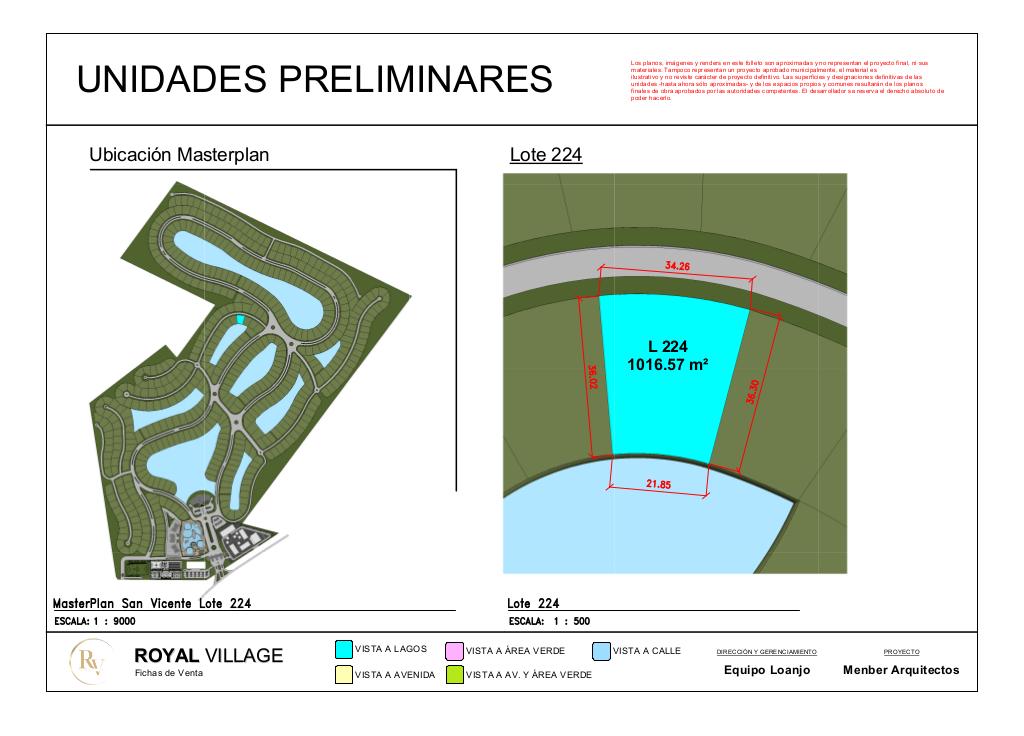 UNIDADES PRELIMINARES
Los planos, imágenes y renders en este folleto son aproximadas y no representan el proyecto final, ni sus
materiales. Tampoco representan un proyecto aprobado municipalmente, el material es
ilustrativo y no reviste carácter de proyecto definitivo. Las superficies y designaciones definitivas de las
unidades -hasta ahora sólo aproximadas- y de los espacios propios y comunes resultarán de los planos
finales de obra aprobados por las autoridades competentes. El desarrollador se reserva el derecho absoluto de
poder hacerlo.
Ubicación Masterplan
Lote 224
34.26
L 224
1016.57 m²
36.02
36.30
21.85
MasterPlan San Vicente Lote 224
ESCALA: 1 : 9000
Lote 224
ESCALA: 1 : 500
RV
ROYAL VILLAGE
Fichas de Venta
VISTA A LAGOS
VISTA A ÁREA VERDE
VISTA A CALLE
VISTA A AVENIDA
VISTA A AV. Y ÁREA VERDE
DIRECCIÓN Y GERENCIAMIENTO
Equipo Loanjo
PROYECTO
Menber Arquitectos